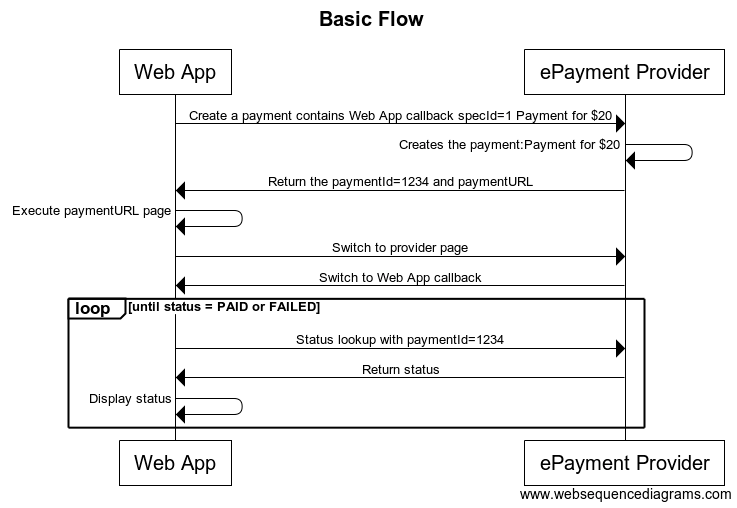 Basic Flow
Web App
ePayment Provider
Create a payment contains Web App callback specId=1 Payment for $20
Creates the payment:Payment for $20
Return the paymentId=1234 and paymentURL
Execute paymentURL page
Switch to provider page
Switch to Web App callback
loop
[until status = PAID or FAILED]
Status lookup with paymentId=1234
Return status
Display status
Web App
ePayment Provider
www.websequencediagrams.com